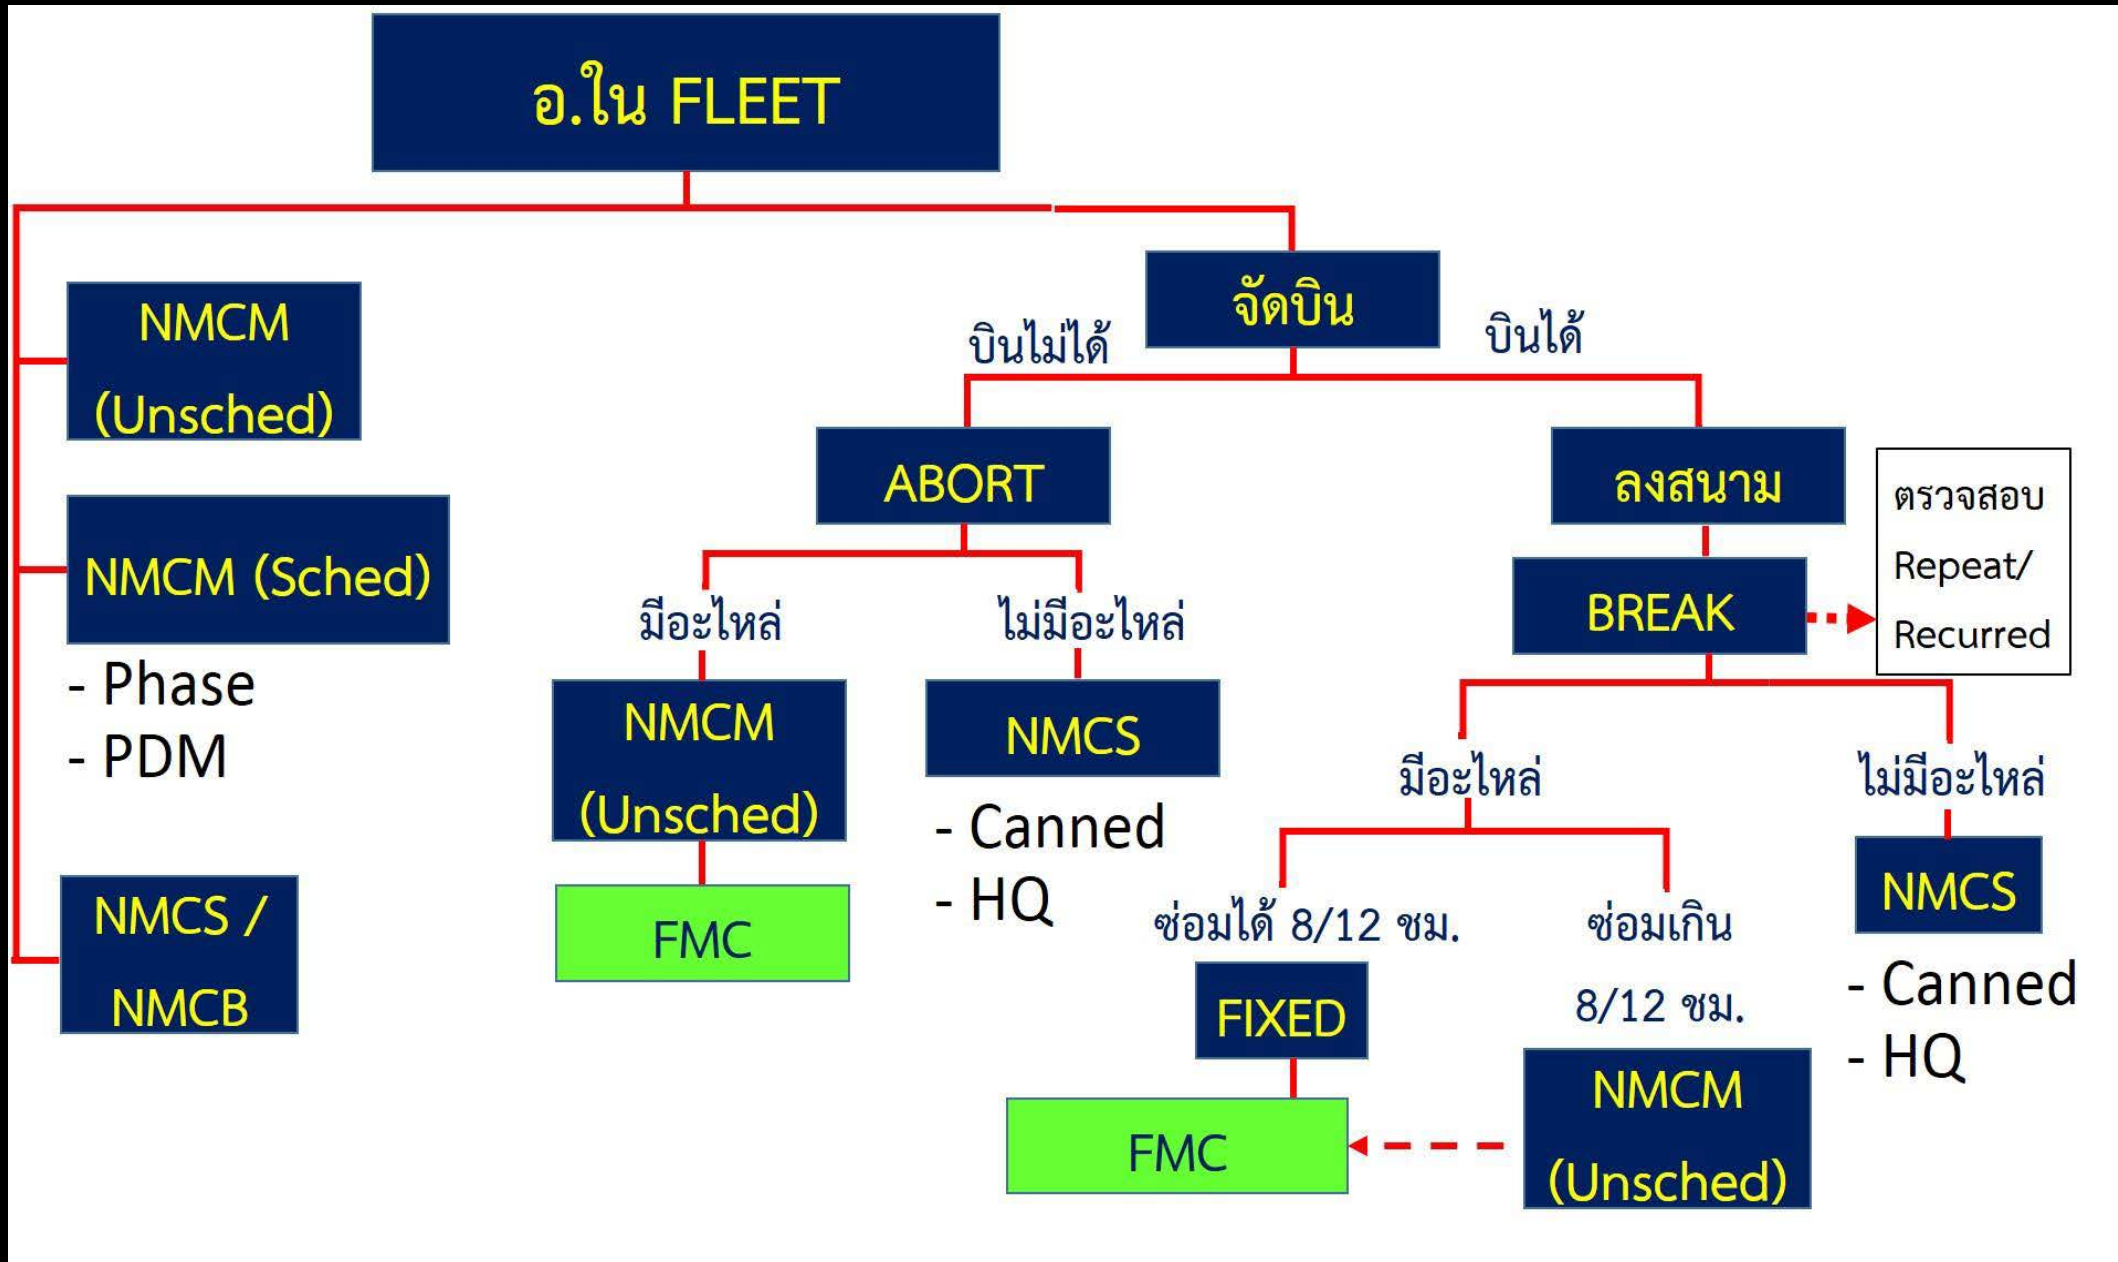 อ.ใน FLEET
จัดบิน
บินไม่ได้
บินได้
NMCM
(Unsched)
NMCM (Sched)
- Phase
- PDM
NMCS /
NMCB
ABORT
มีอะไหล่
ไม่มีอะไหล่
NMCM
(Unsched)
FMC
NMCS
- Canned
- HQ
ลงสนาม
BREAK
ตรวจสอบ
Repeat/
Recurred
มีอะไหล่
ไม่มีอะไหล่
ซ่อมได้ 8/12 ชม.
FIXED
FMC
ซ่อมเกิน
8/12 ชม.
NMCM
(Unsched)
NMCS
- Canned
- HQ